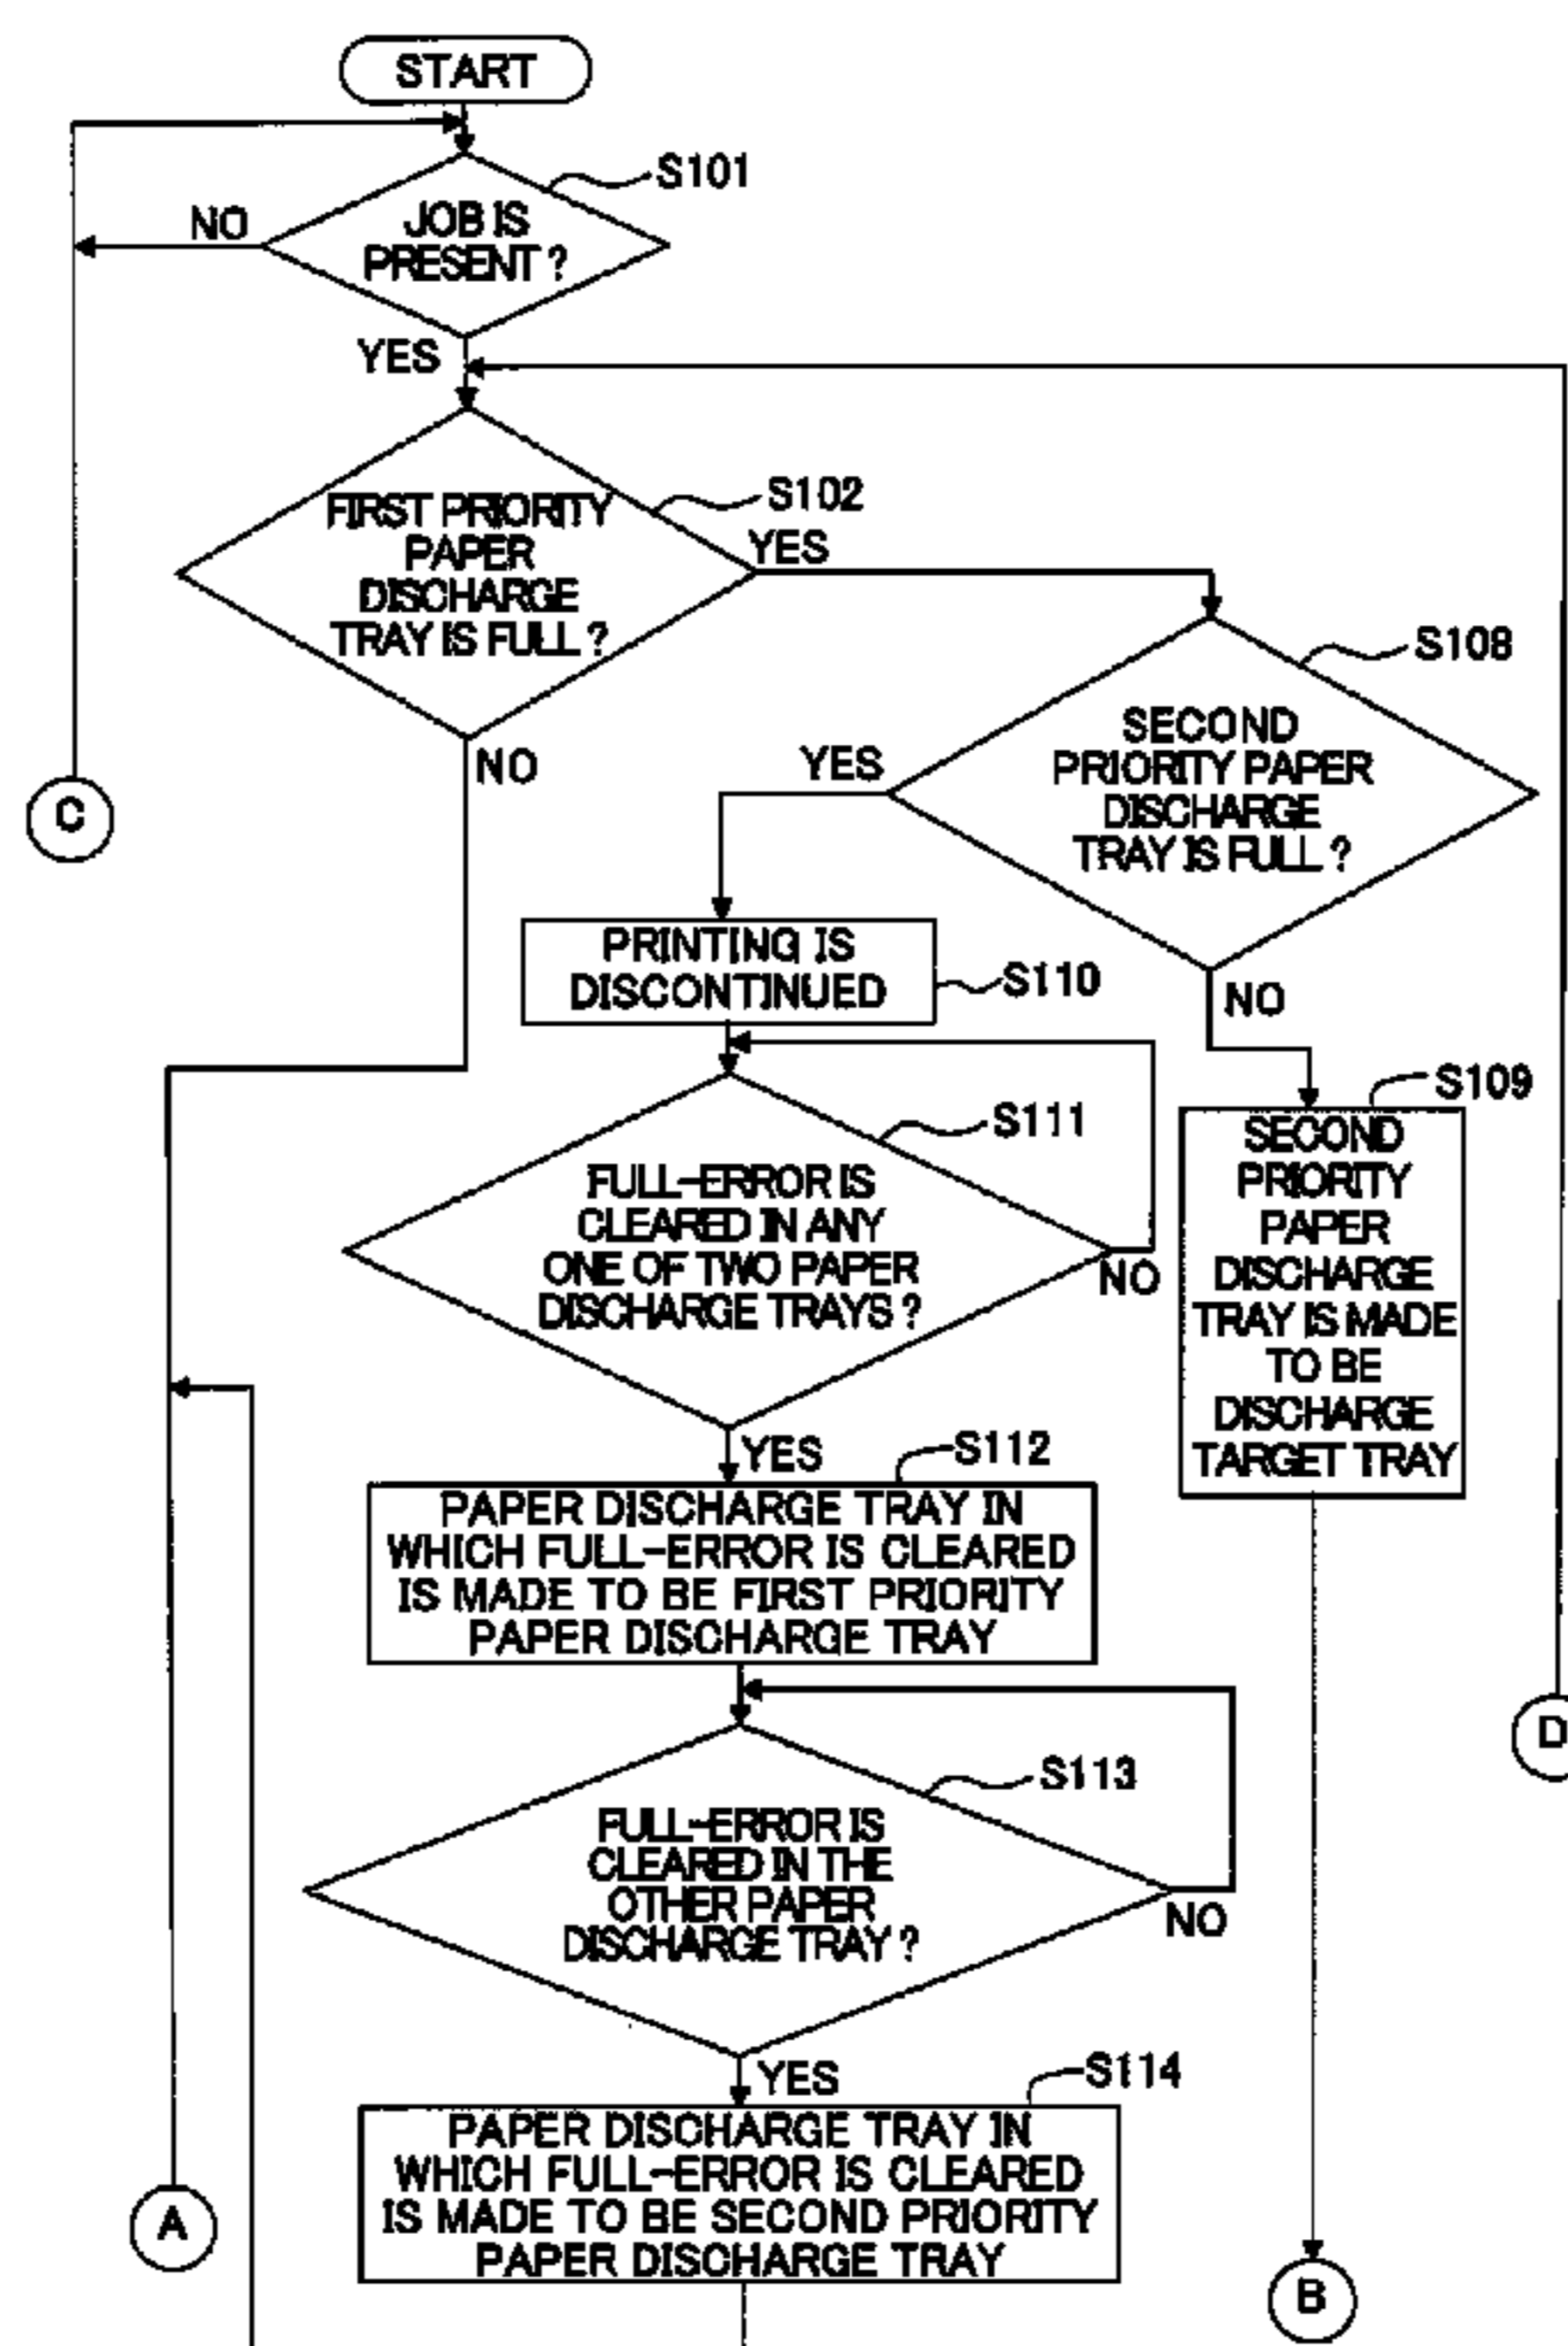 START
S101
NO
JOB IS
PRESENT ?
YES
S102
FIRST PRIORITY
PAPER
DISCHARGE
TRAY IS FULL ?
YES
NO
S108
SECOND
PRIORITY PAPER
DISCHARGE
TRAY IS FULL ?
YES
NO
C
PRINTING IS
DISCONTINUED
S110
S109
SECOND
PRIORITY
PAPER
DISCHARGE
TRAY IS MADE
TO BE
DISCHARGE
TARGET TRAY
S111
FULL-ERROR IS
CLEARED IN ANY
ONE OF TWO PAPER
DISCHARGE TRAYS ?
NO
YES
S112
PAPER DISCHARGE TRAY IN
WHICH FULL-ERROR IS CLEARED
IS MADE TO BE FIRST PRIORITY
PAPER DISCHARGE TRAY
D
S113
FULL-ERROR IS
CLEARED IN THE
OTHER PAPER
DISCHARGE TRAY ?
NO
YES
S114
PAPER DISCHARGE TRAY IN
WHICH FULL-ERROR IS CLEARED
IS MADE TO BE SECOND PRIORITY
PAPER DISCHARGE TRAY
A
B